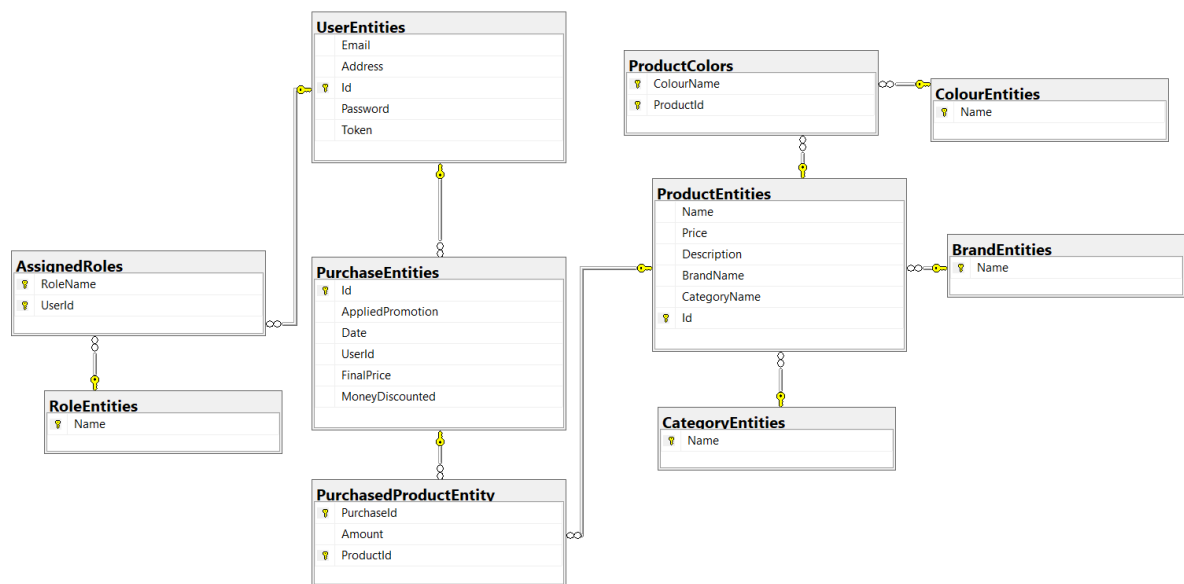 UserEntities
Email
Address
Id
Password
Token
ProductColors
ColourName
ProductId
ColourEntities
Name
ProductEntities
Name
Price
Description
BrandName
CategoryName
Id
BrandEntities
Name
AssignedRoles
RoleName
UserId
PurchaseEntities
Id
AppliedPromotion
Date
UserId
FinalPrice
MoneyDiscounted
RoleEntities
Name
CategoryEntities
Name
PurchasedProductEntity
PurchaseId
Amount
ProductId